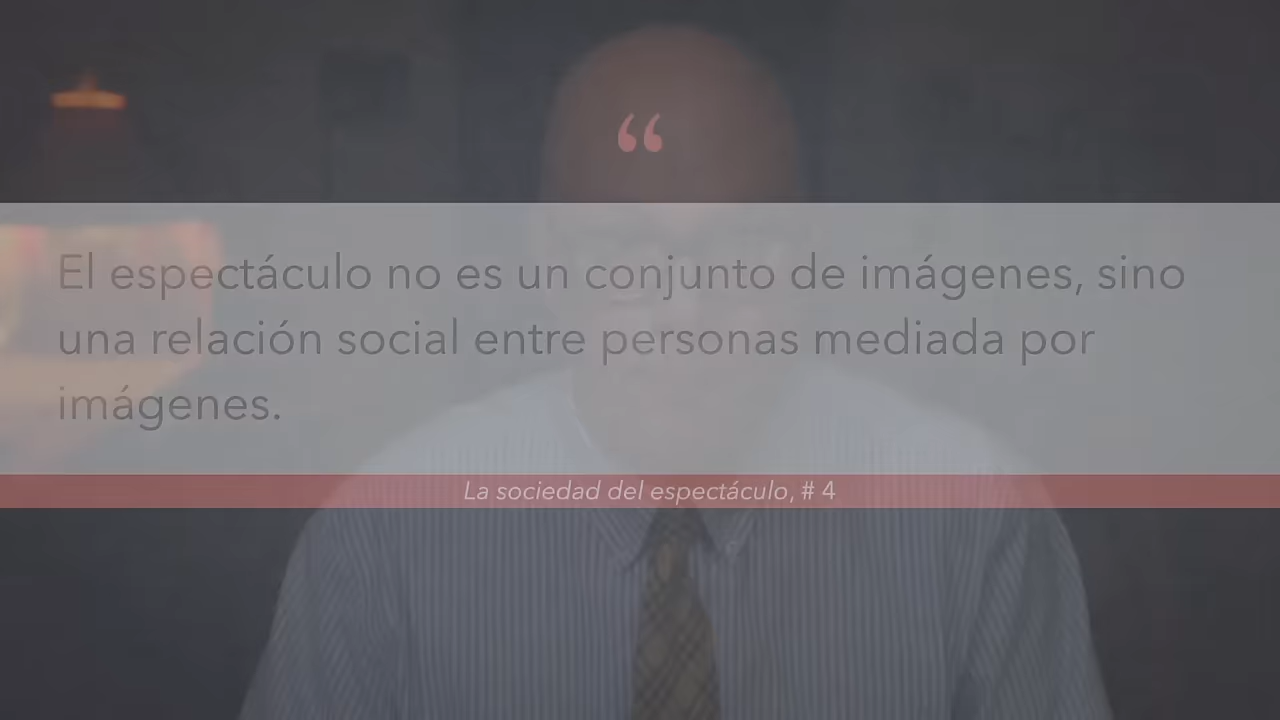 “
El espectáculo no es un conjunto de imágenes, sino
una relación social entre personas mediada por
imágenes.
La sociedad del espectáculo, # 4